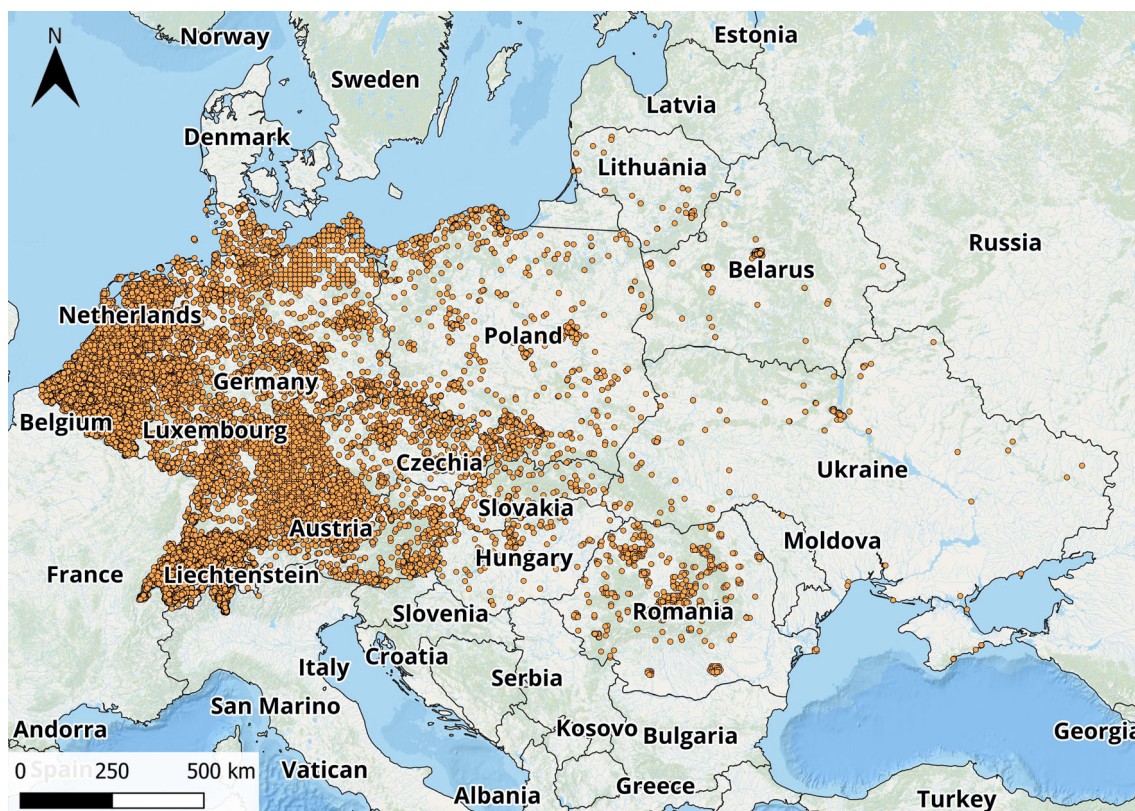 N
Norway
Estonia
Sweden
Latvia
Denmark
Lithuania
Russia
Belarus
Netherlands
Poland
Germany
Belgium
Luxembourg
Czechia
Ukraine
Slovakia
Austria
Moldova
Hungary
France
Liechtenstein
Slovenia
Romania
Croatia
Italy
Serbia
San Marino
Kosovo
Bulgaria
Andorra
Georgia
0 250 500 km
Spain
Vatican
Greece
Albania
Turkey